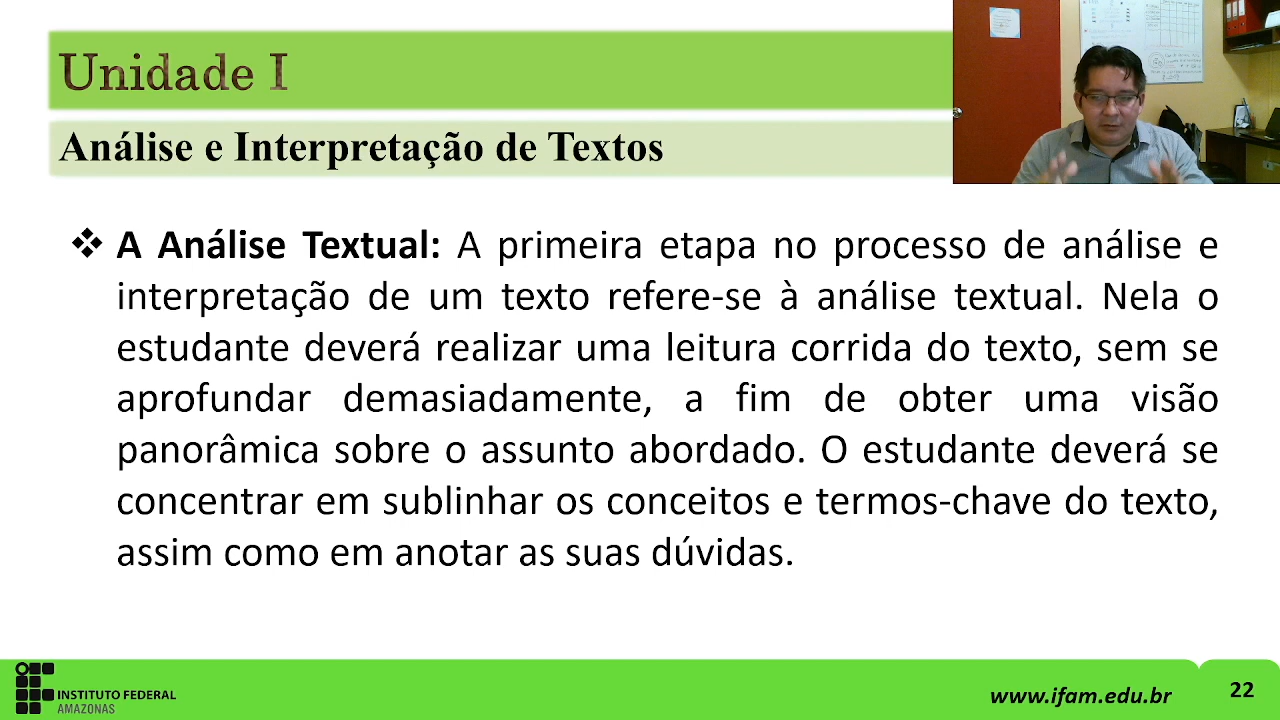 Unidade I
Análise e Interpretação de Textos
❖ A Análise Textual: A primeira etapa no processo de análise e
interpretação de um texto refere-se à análise textual. Nela o
estudante deverá realizar uma leitura corrida do texto, sem se
aprofundar demasiadamente, a fim de obter uma visão
panorâmica sobre o assunto abordado. O estudante deverá se
concentrar em sublinhar os conceitos e termos-chave do texto,
assim como em anotar as suas dúvidas.
INSTITUTO FEDERAL
AMAZONAS
www.ifam.edu.br
22